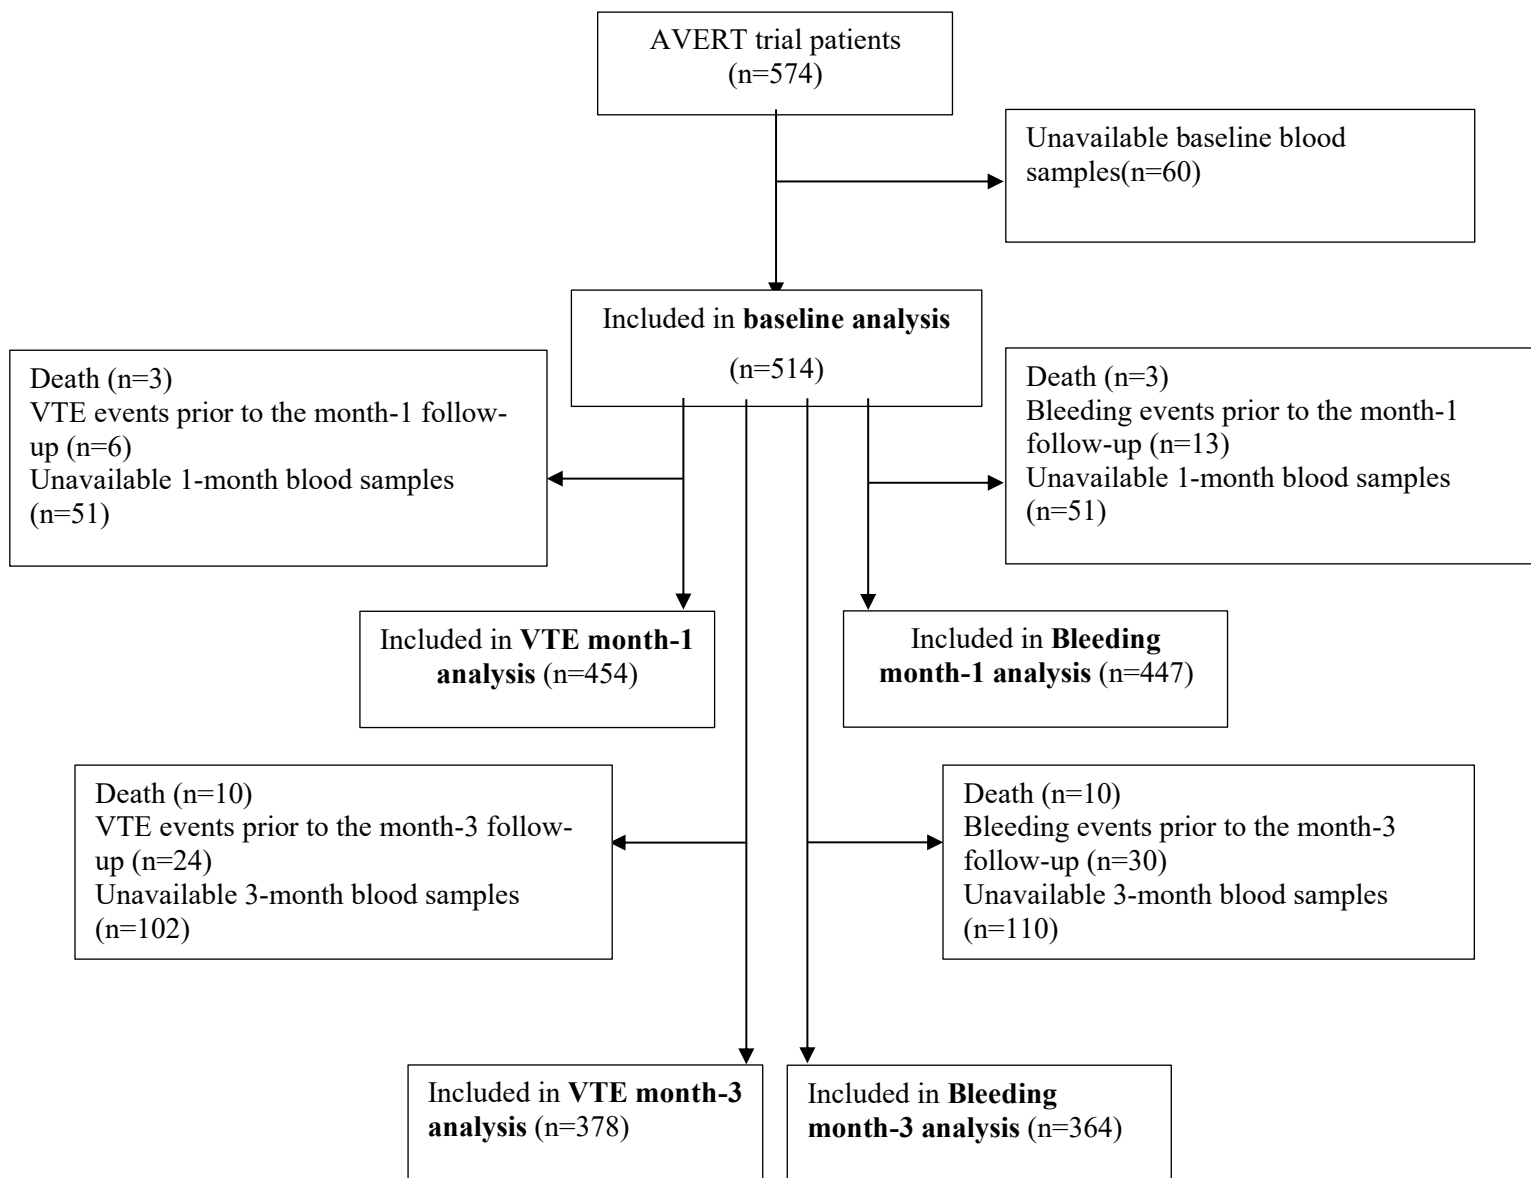 AVERT trial patients
(n=574)
Unavailable baseline blood
samples(n=60)
Included in baseline analysis
(n=514)
Death (n=3)
VTE events prior to the month-1 follow-
up (n=6)
Unavailable 1-month blood samples
(n=51)
Death (n=3)
Bleeding events prior to the month-1
follow-up (n=13)
Unavailable 1-month blood samples
(n=51)
Included in VTE month-1
analysis (n=454)
Included in Bleeding
month-1 analysis (n=447)
Death (n=10)
VTE events prior to the month-3 follow-
up (n=24)
Unavailable 3-month blood samples
(n=102)
Death (n=10)
Bleeding events prior to the month-3
follow-up (n=30)
Unavailable 3-month blood samples
(n=110)
Included in VTE month-3
analysis (n=378)
Included in Bleeding
month-3 analysis (n=364)